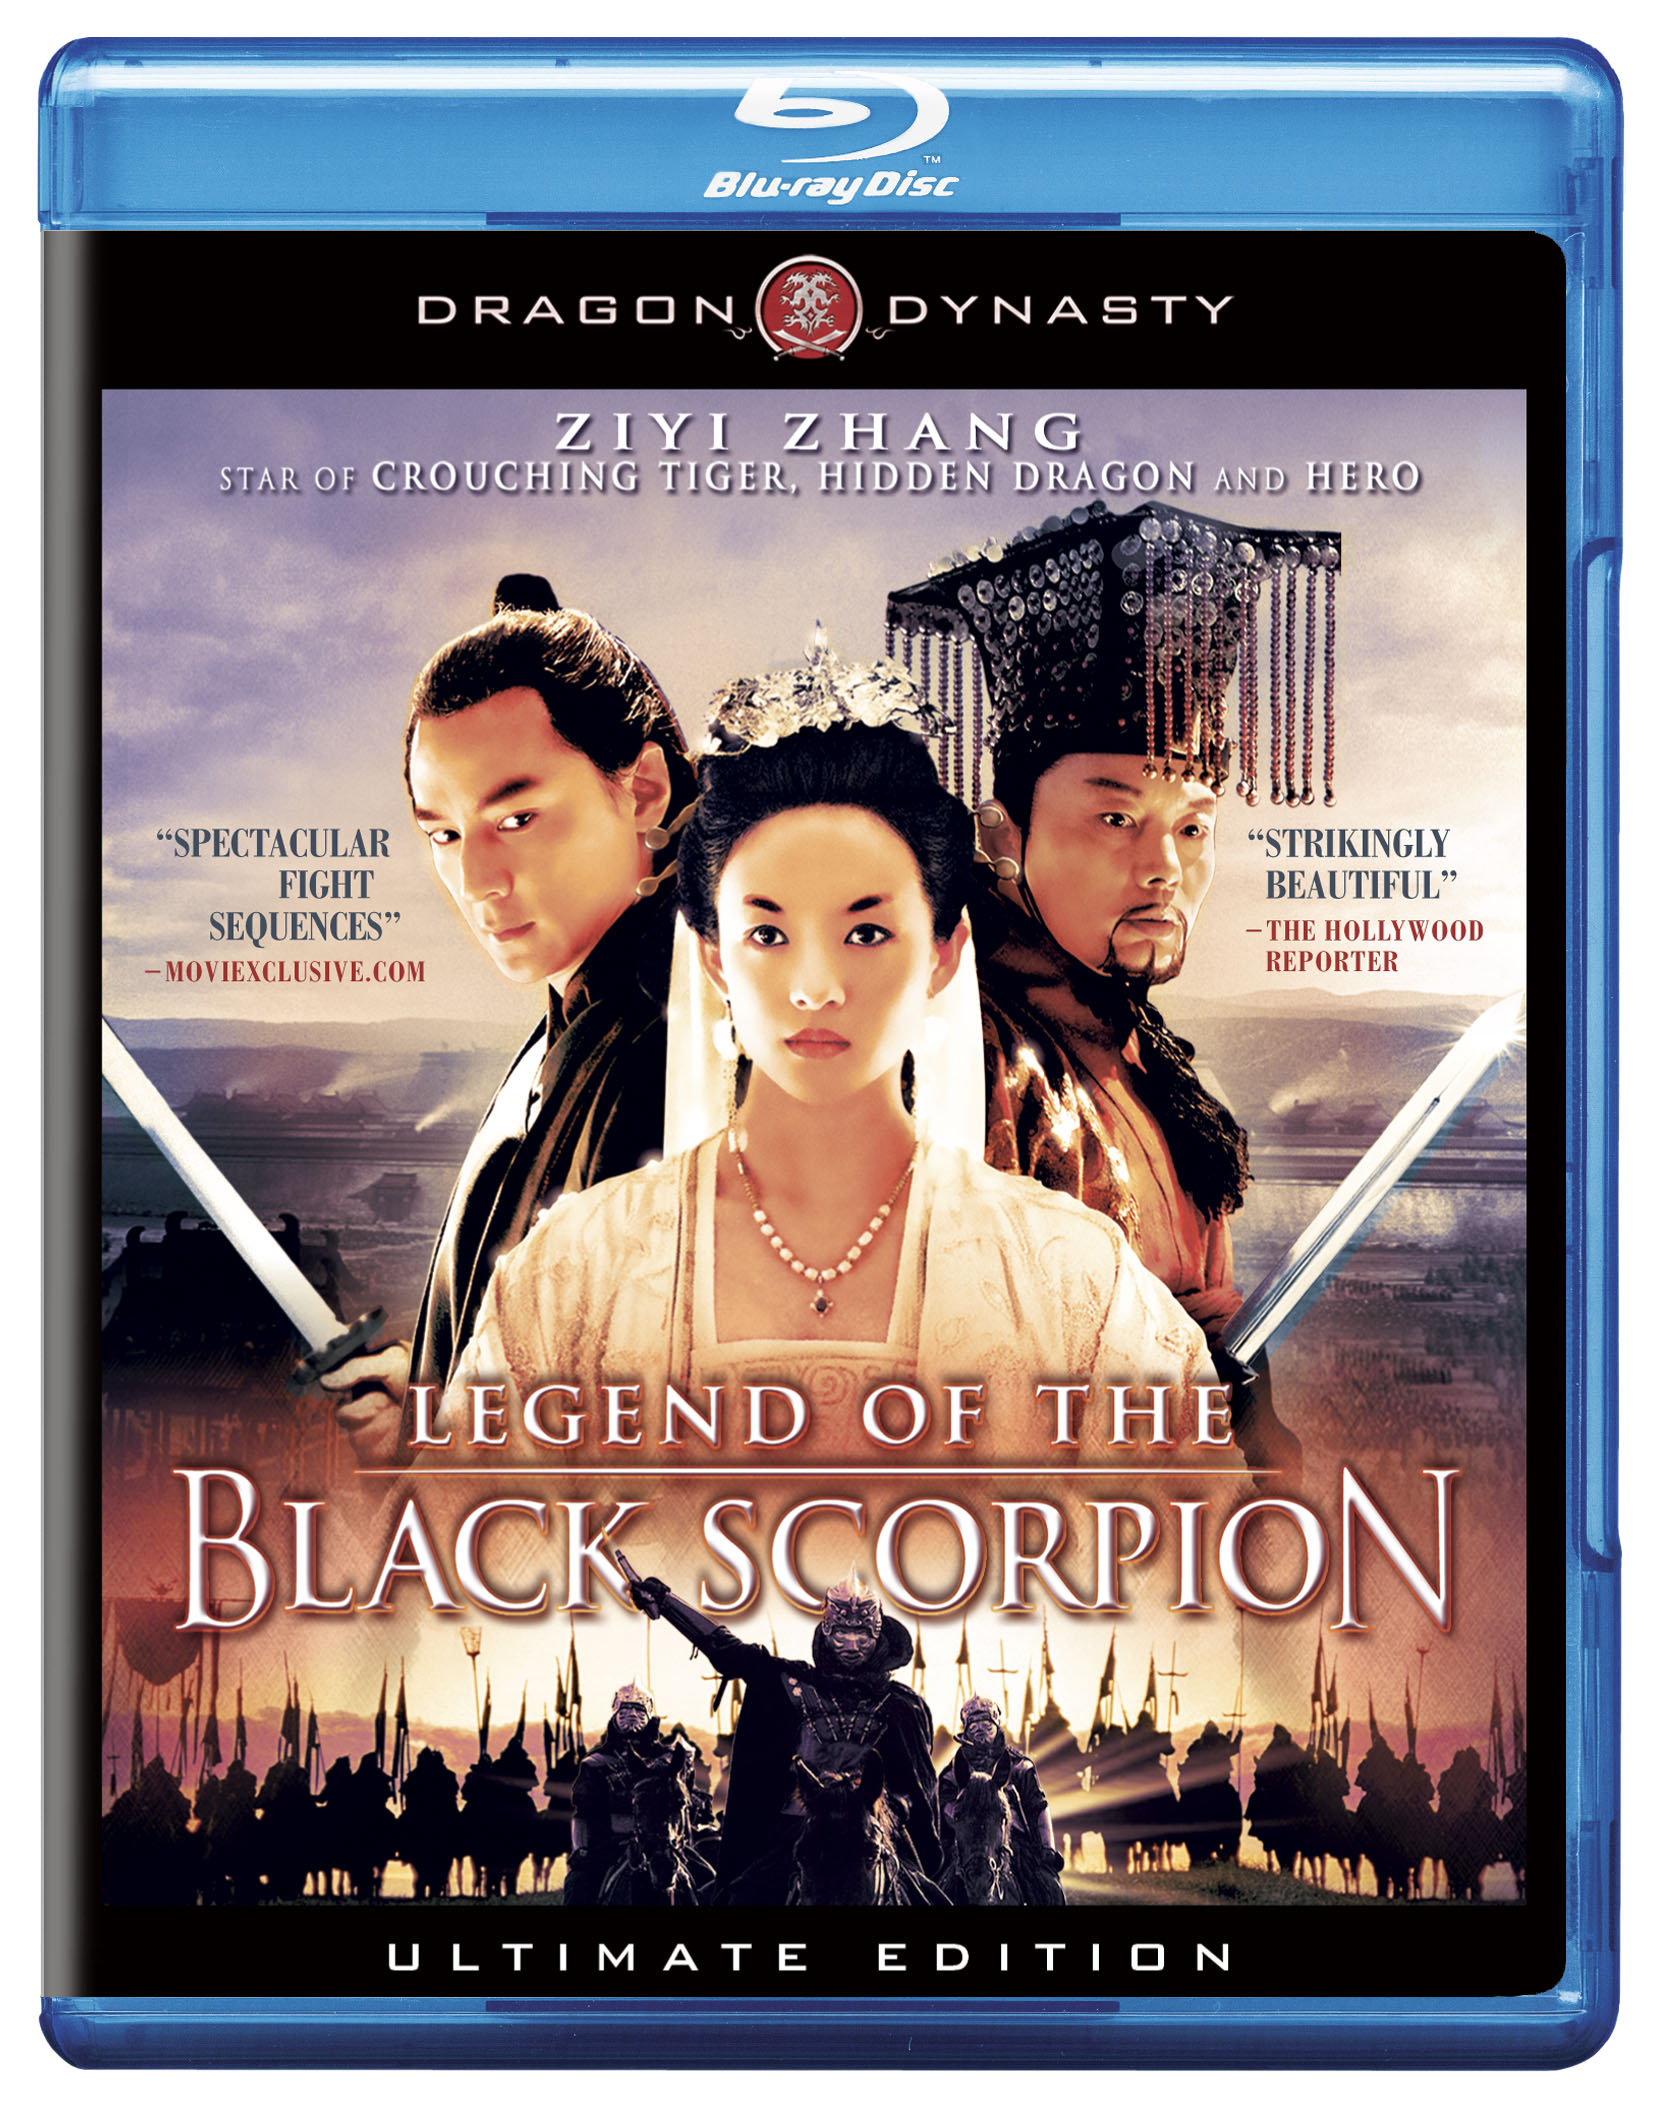 Blu-ray Disc™
DRAGON DYNASTY
ZIYI ZHANG
STAR OF CROUCHING TIGER, HIDDEN DRAGON AND HERO
“SPECTACULAR
FIGHT
SEQUENCES”
–MOVIEXCLUSIVE.COM
“STRIKINGLY
BEAUTIFUL”
–THE HOLLYWOOD
REPORTER
LEGEND OF THE
BLACK SCORPION
ULTIMATE EDITION